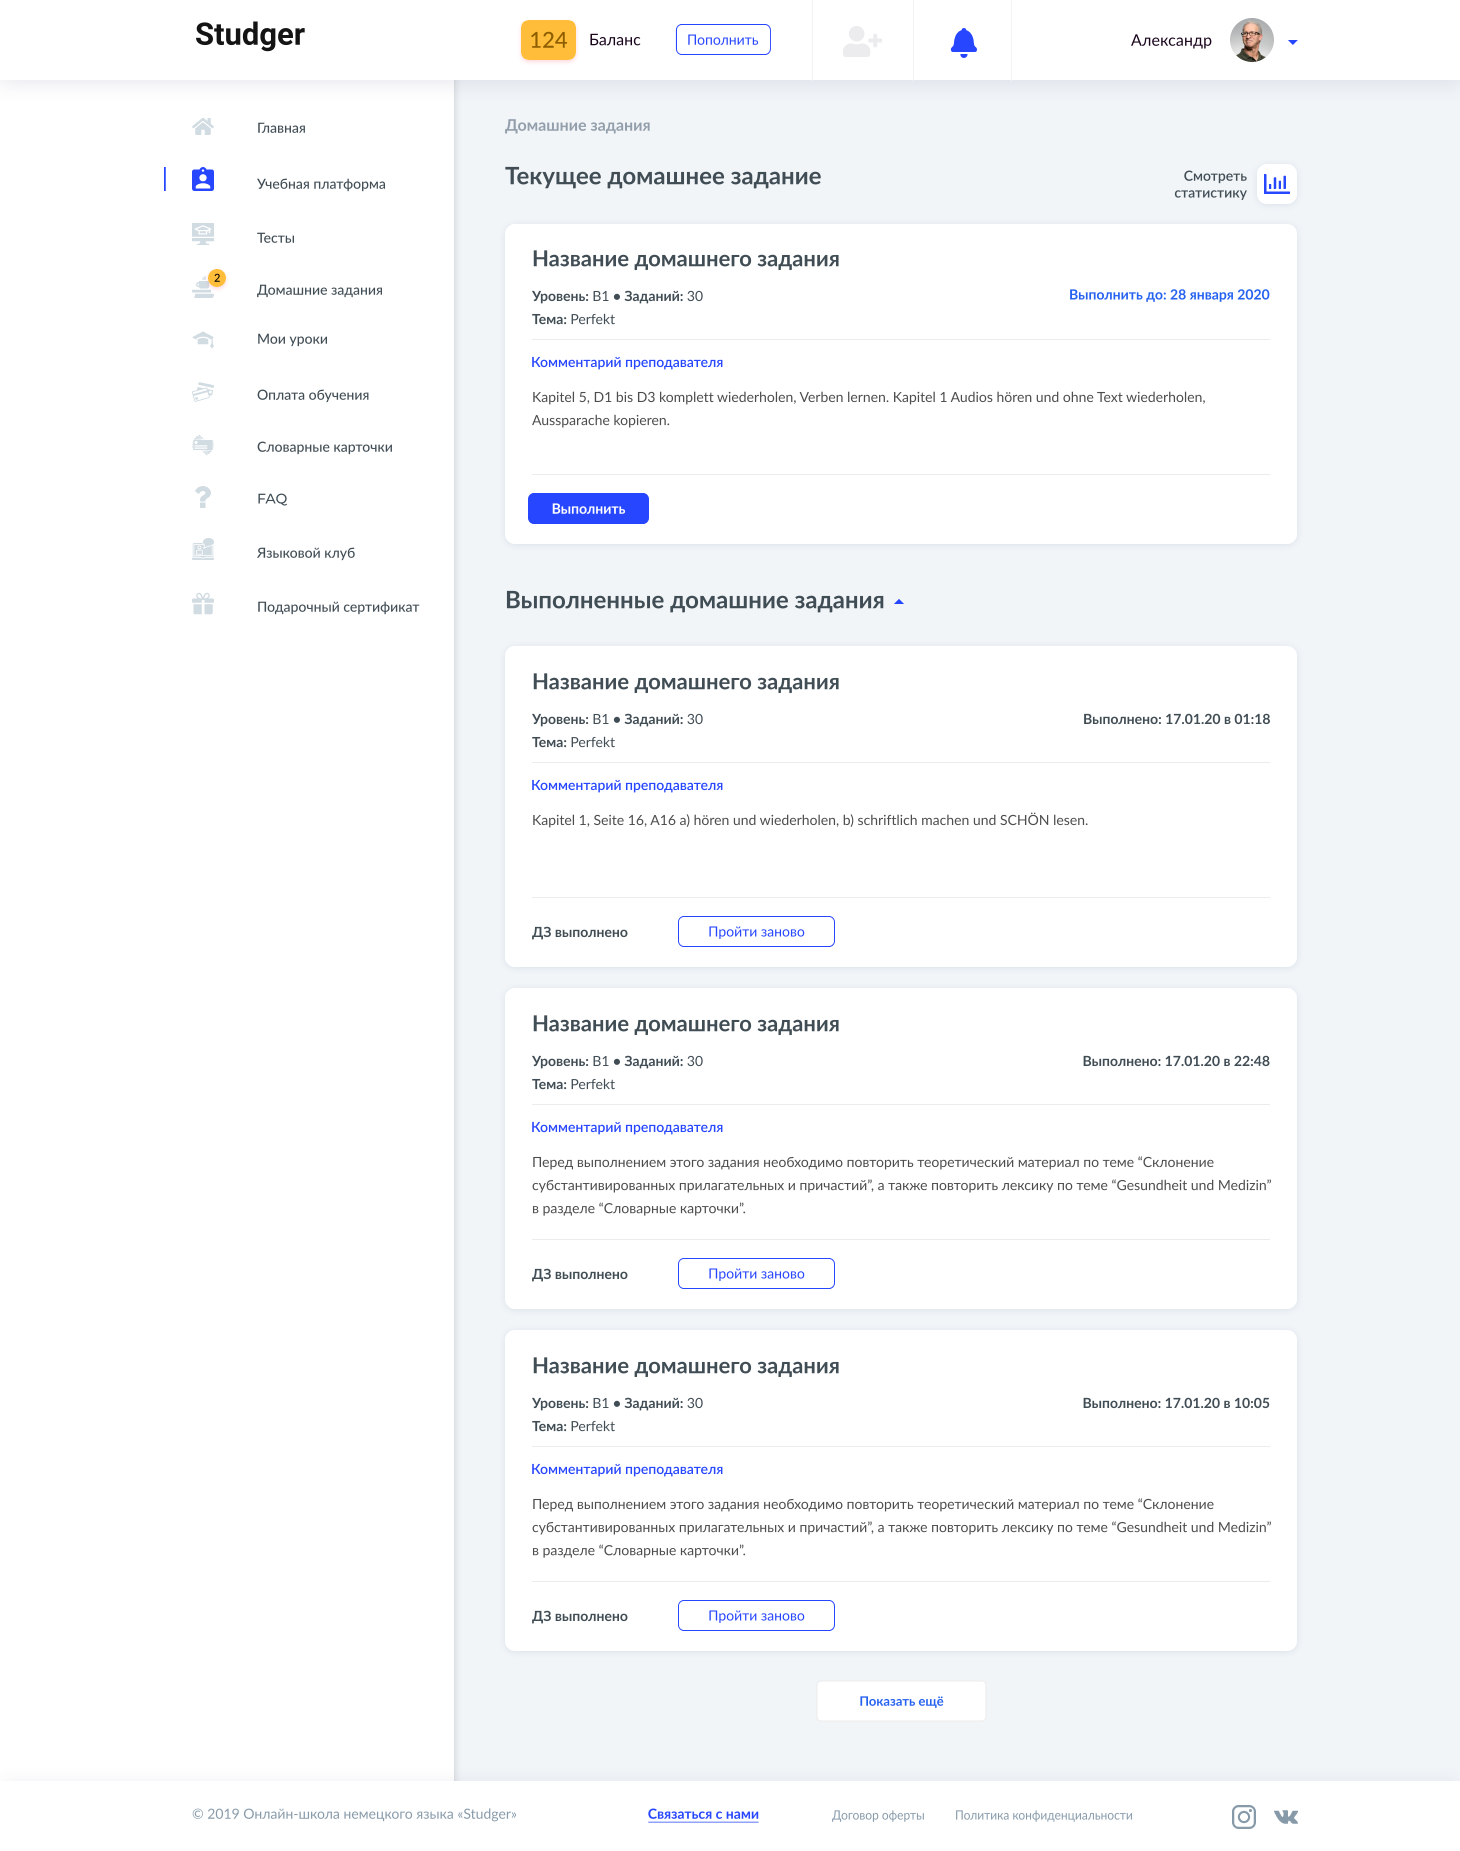 Studger
124 Баланс Пополнить
Александр
Главная
Учебная платформа
Тесты
2
Домашние задания
Мои уроки
Оплата обучения
Словарные карточки
FAQ
Языковой клуб
Подарочный сертификат
Домашние задания
Текущее домашнее задание
Смотреть
статистику
Название домашнего задания
Уровень: B1 • Заданий: 30
Выполнить до: 28 января 2020
Тема: Perfekt
Комментарий преподавателя
Kapitel 5, D1 bis D3 komplett wiederholen, Verben lernen. Kapitel 1 Audios hören und ohne Text wiederholen,
Aussparache kopieren.
Выполнить
Выполненные домашние задания
Название домашнего задания
Уровень: B1 • Заданий: 30
Выполнено: 17.01.20 в 01:18
Тема: Perfekt
Комментарий преподавателя
Kapitel 1, Seite 16, A16 a) hören und wiederholen, b) schriftlich machen und SCHÖN lesen.
ДЗ выполнено Пройти заново
Название домашнего задания
Уровень: B1 • Заданий: 30
Выполнено: 17.01.20 в 22:48
Тема: Perfekt
Комментарий преподавателя
Перед выполнением этого задания необходимо повторить теоретический материал по теме “Склонение
субстантивированных прилагательных и причастий”, а также повторить лексику по теме “Gesundheit und Medizin”
в разделе “Словарные карточки”.
ДЗ выполнено Пройти заново
Название домашнего задания
Уровень: B1 • Заданий: 30
Выполнено: 17.01.20 в 10:05
Тема: Perfekt
Комментарий преподавателя
Перед выполнением этого задания необходимо повторить теоретический материал по теме “Склонение
субстантивированных прилагательных и причастий”, а также повторить лексику по теме “Gesundheit und Medizin”
в разделе “Словарные карточки”.
ДЗ выполнено Пройти заново
Показать ещё
© 2019 Онлайн-школа немецкого языка «Studger» Связаться с нами Договор оферты Политика конфиденциальности